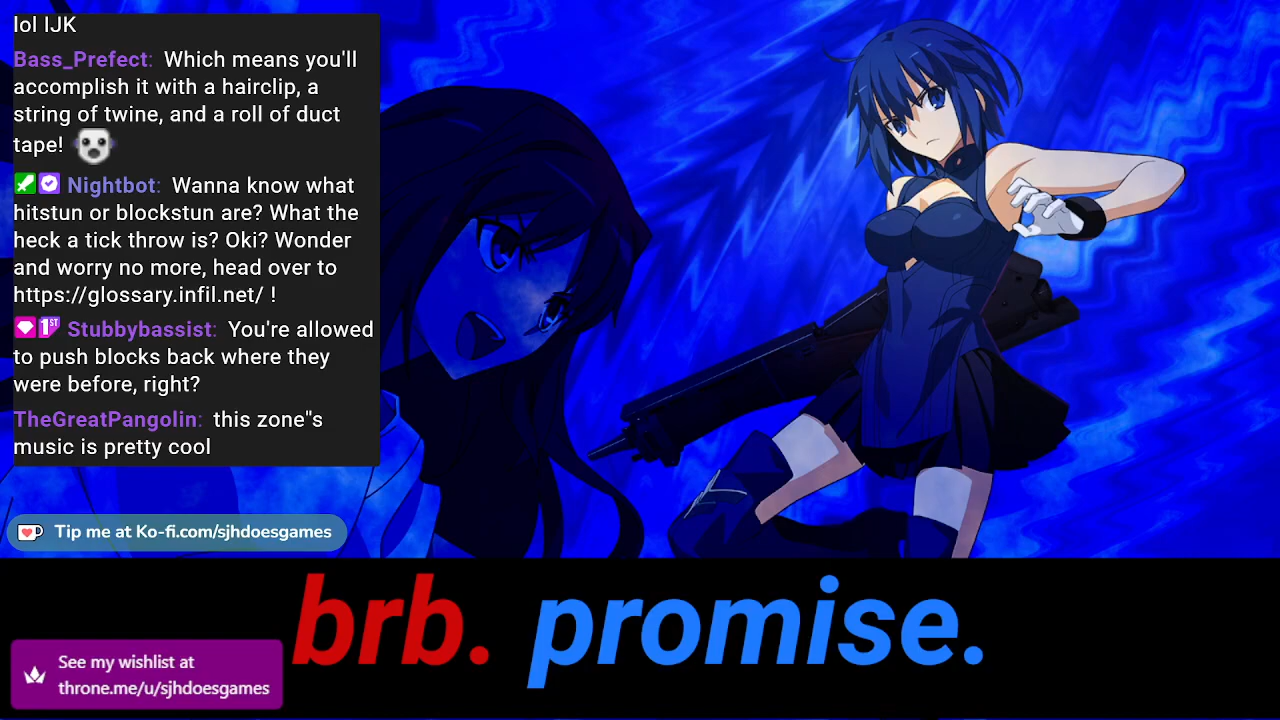 lol IJK
Bass_Prefect: Which means you'll
accomplish it with a hairclip, a
string of twine, and a roll of duct
tape!
Nightbot: Wanna know what
hitstun or blockstun are? What the
heck a tick throw is? Oki? Wonder
and worry no more, head over to
https://glossary.infil.net/ !
1ST Stubbybassist: You're allowed
to push blocks back where they
were before, right?
TheGreatPangolin: this zone"s
music is pretty cool
Tip me at Ko-fi.com/sjhdoesgames
brb. promise.
See my wishlist at
throne.me/u/sjhdoesgames